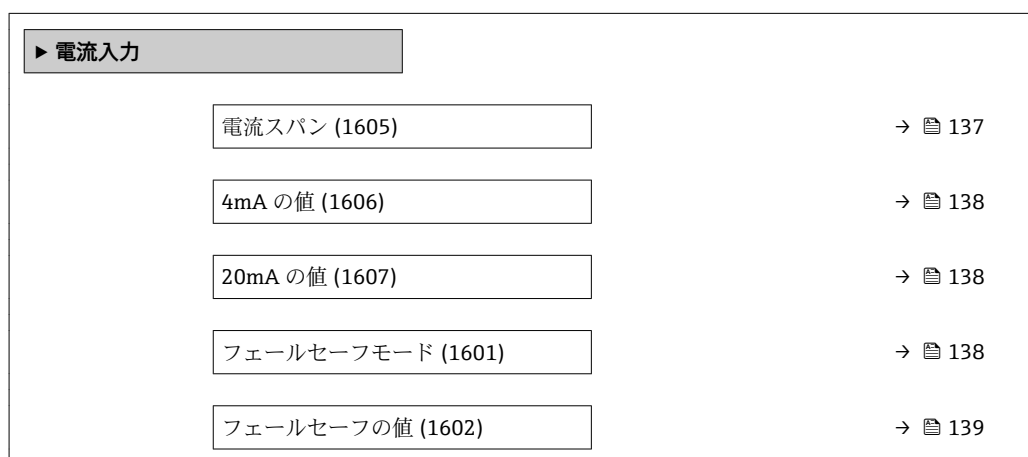 ▶ 電流入力
電流スパン (1605) → 137
4mA の値 (1606) → 138
20mA の値 (1607) → 138
フェールセーフモード (1601) → 138
フェールセーフの値 (1602) → 139